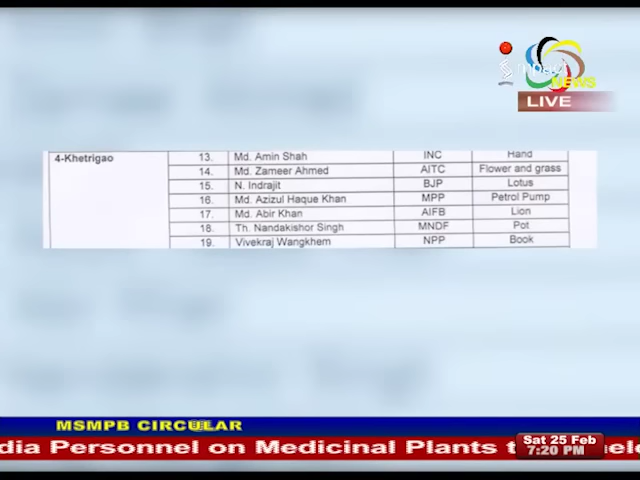 impact
NEWS
LIVE
4-Khetrigao
13. Md. Amin Shah INC Hand
14. Md. Zameer Ahmed AITC Flower and grass
15. N. Indrajit BJP Lotus
16. Md. Azizul Haque Khan MPP Petrol Pump
17. Md. Abir Khan AIFB Lion
18. Th. Nandakishor Singh MNDF Pot
19. Vivekraj Wangkhem NPP Book
MSMPB CIRCULAR
dia Personnel on Medicinal Plants
Sat 25 Feb
7:20 PM